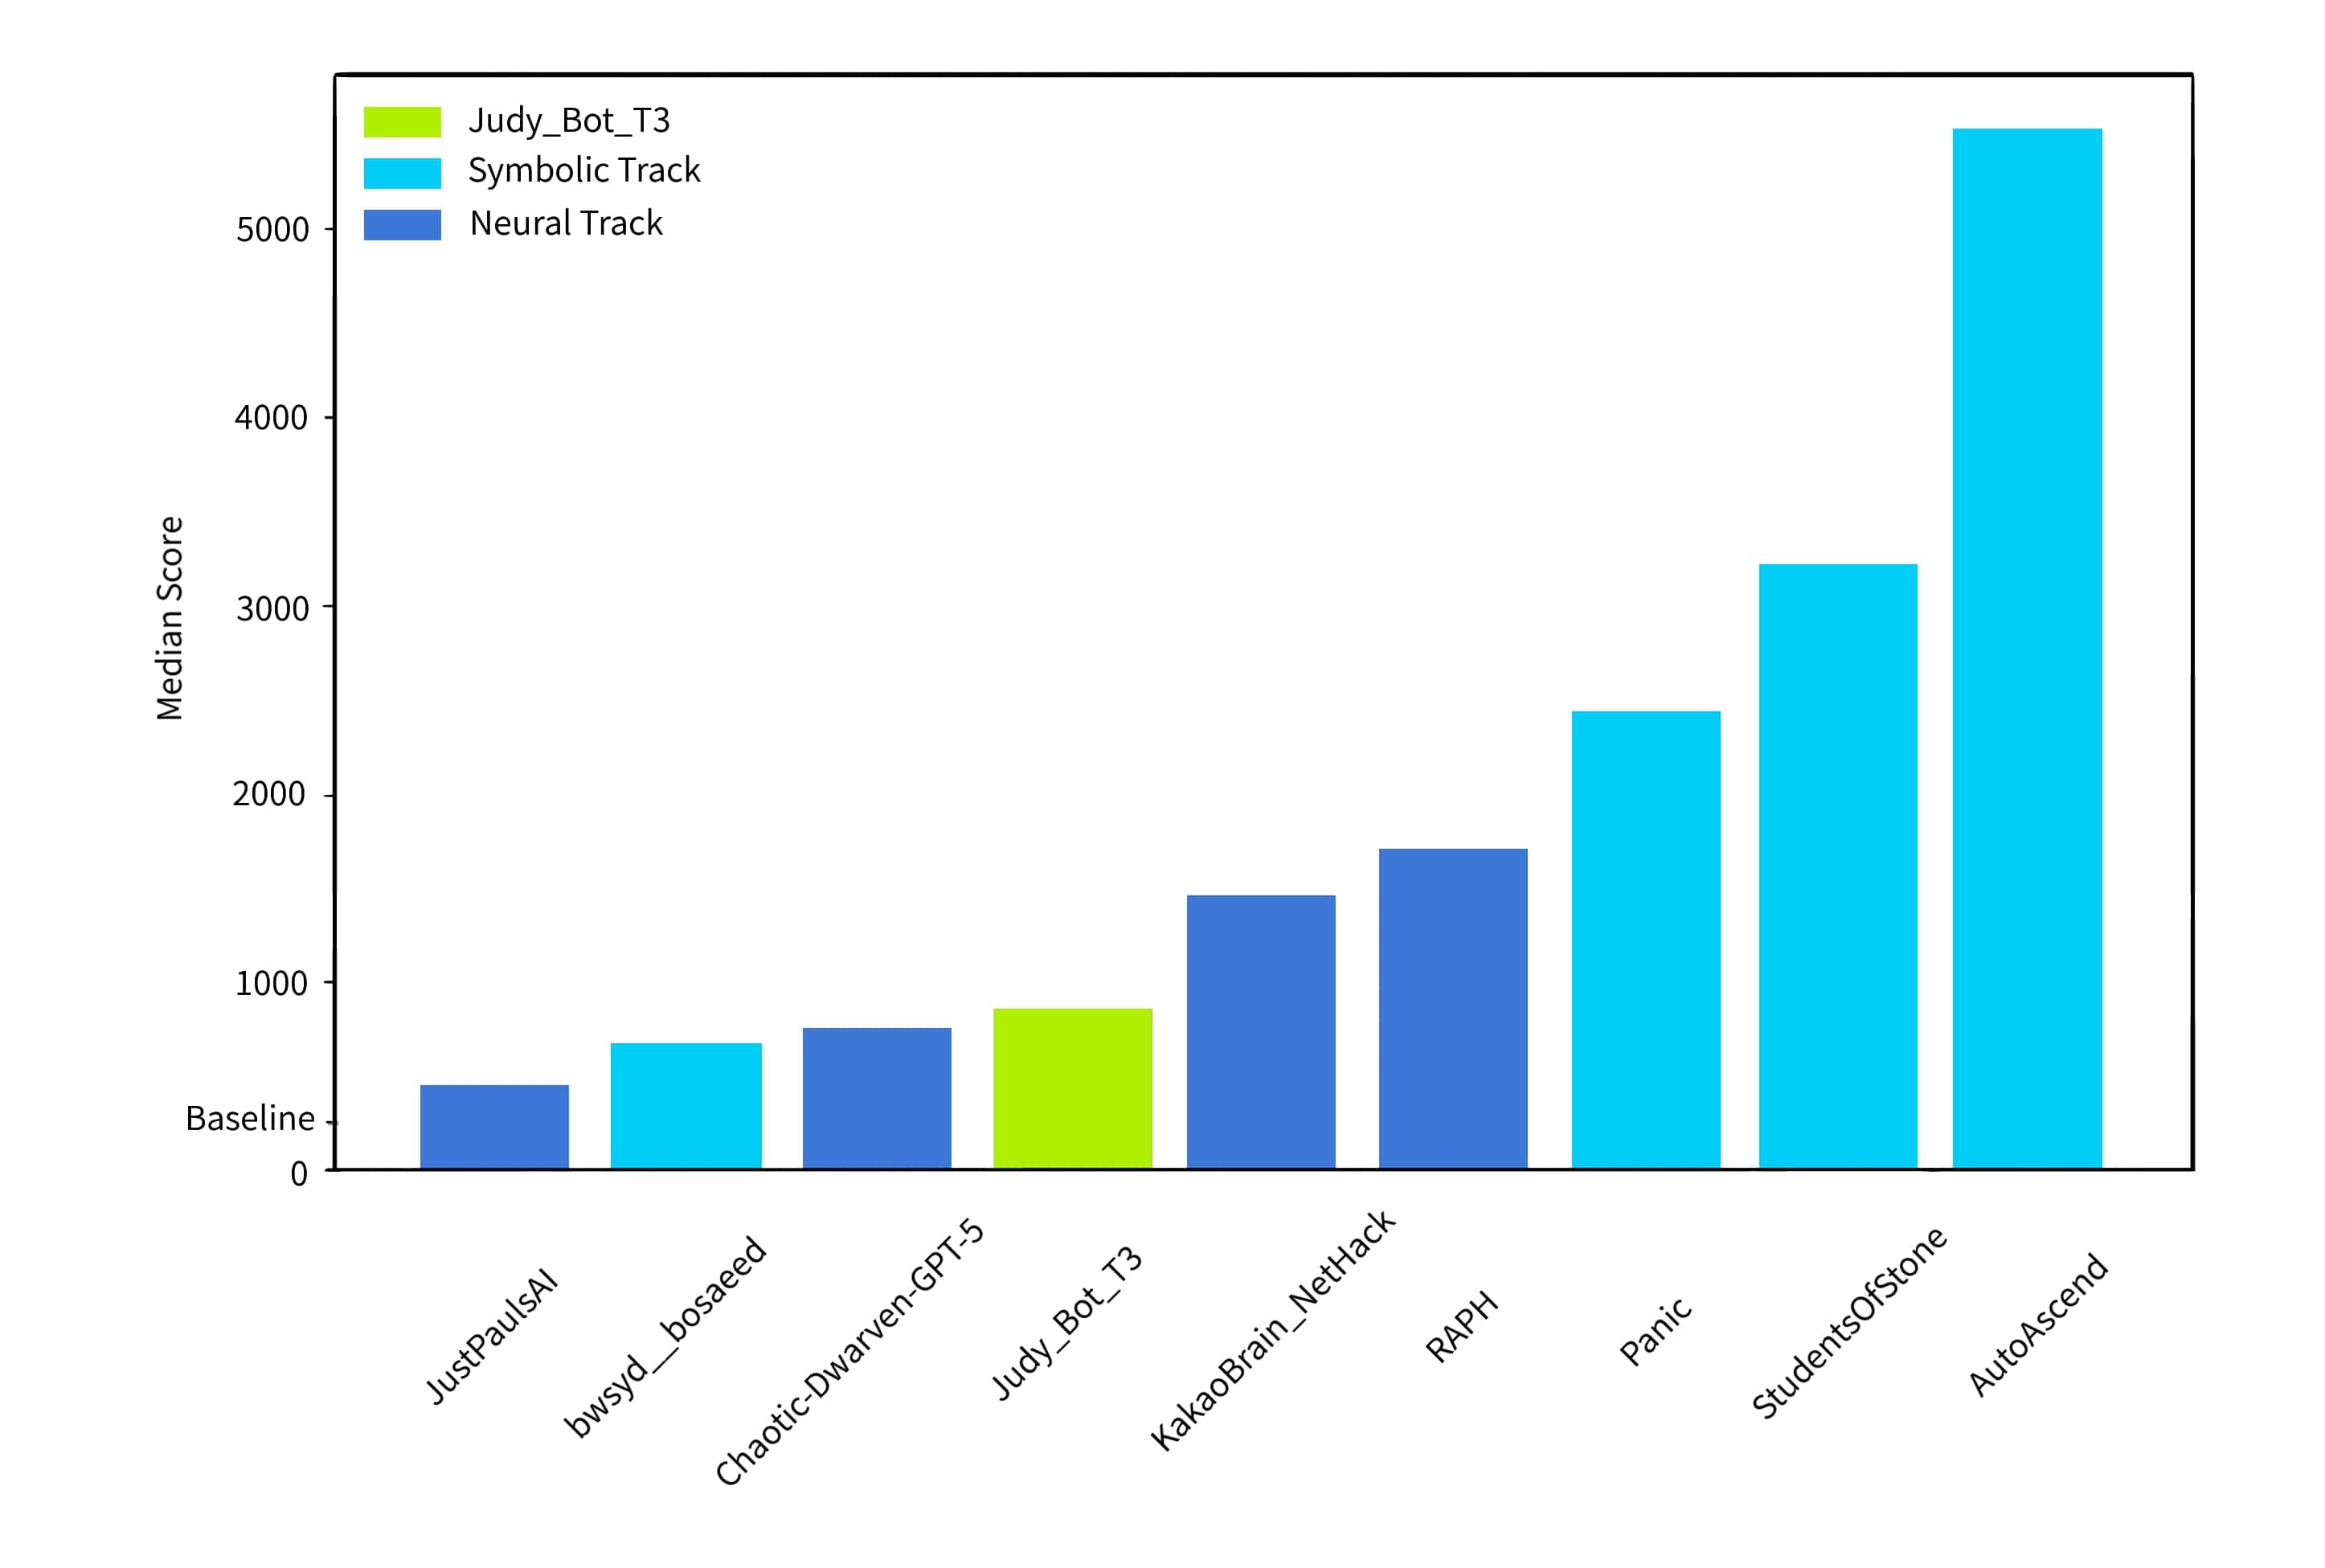 Judy_Bot_T3
Symbolic Track
Neural Track
Median Score
5000
4000
3000
2000
1000
Baseline
0
JustPaulsAI
bwsyd__bosaeed
Chaotic-Dwarven-GPT-5
Judy_Bot_T3
KakaoBrain_NetHack
RAPH
Panic
StudentsOfStone
AutoAscend